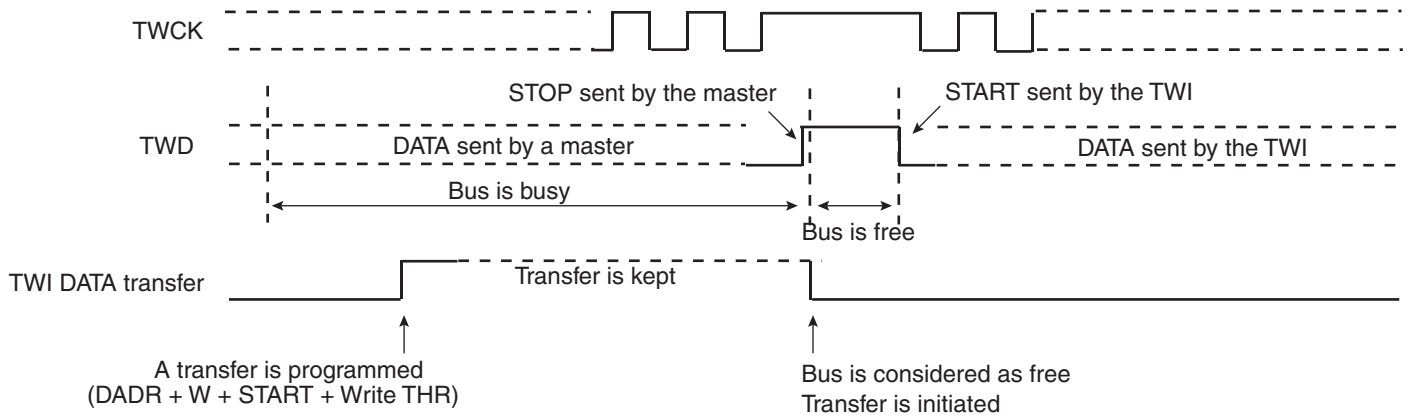 TWCK
STOP sent by the master
START sent by the TWI
TWD
DATA sent by a master
DATA sent by the TWI
Bus is busy
Bus is free
TWI DATA transfer
Transfer is kept
A transfer is programmed
(DADR + W + START + Write THR)
Bus is considered as free
Transfer is initiated